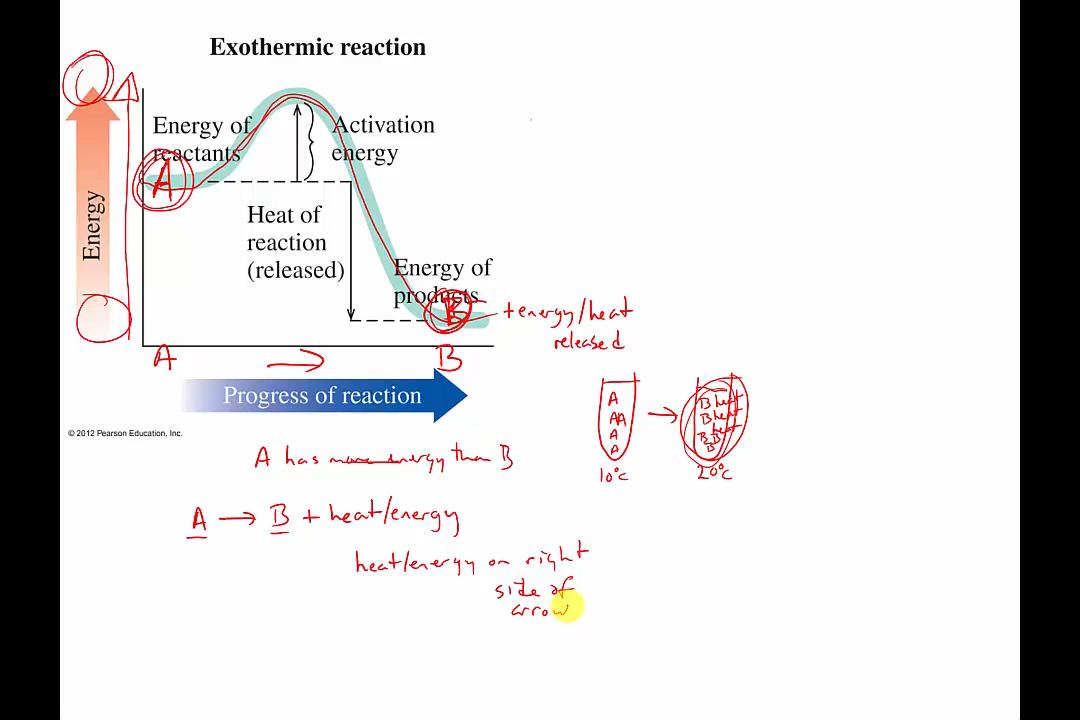 Exothermic reaction
Energy of
reactants
Activation
energy
A
Energy
Heat of
reaction
(released)
Energy of
products
B
+ energy/heat
released
A
B
Progress of reaction
© 2012 Pearson Education, Inc.
A
AA
A
A
10°C
B heat
B heat
heat
B B
B
20°C
A has more energy than B
A → B + heat/energy
heat/energy on right
side of
arrow